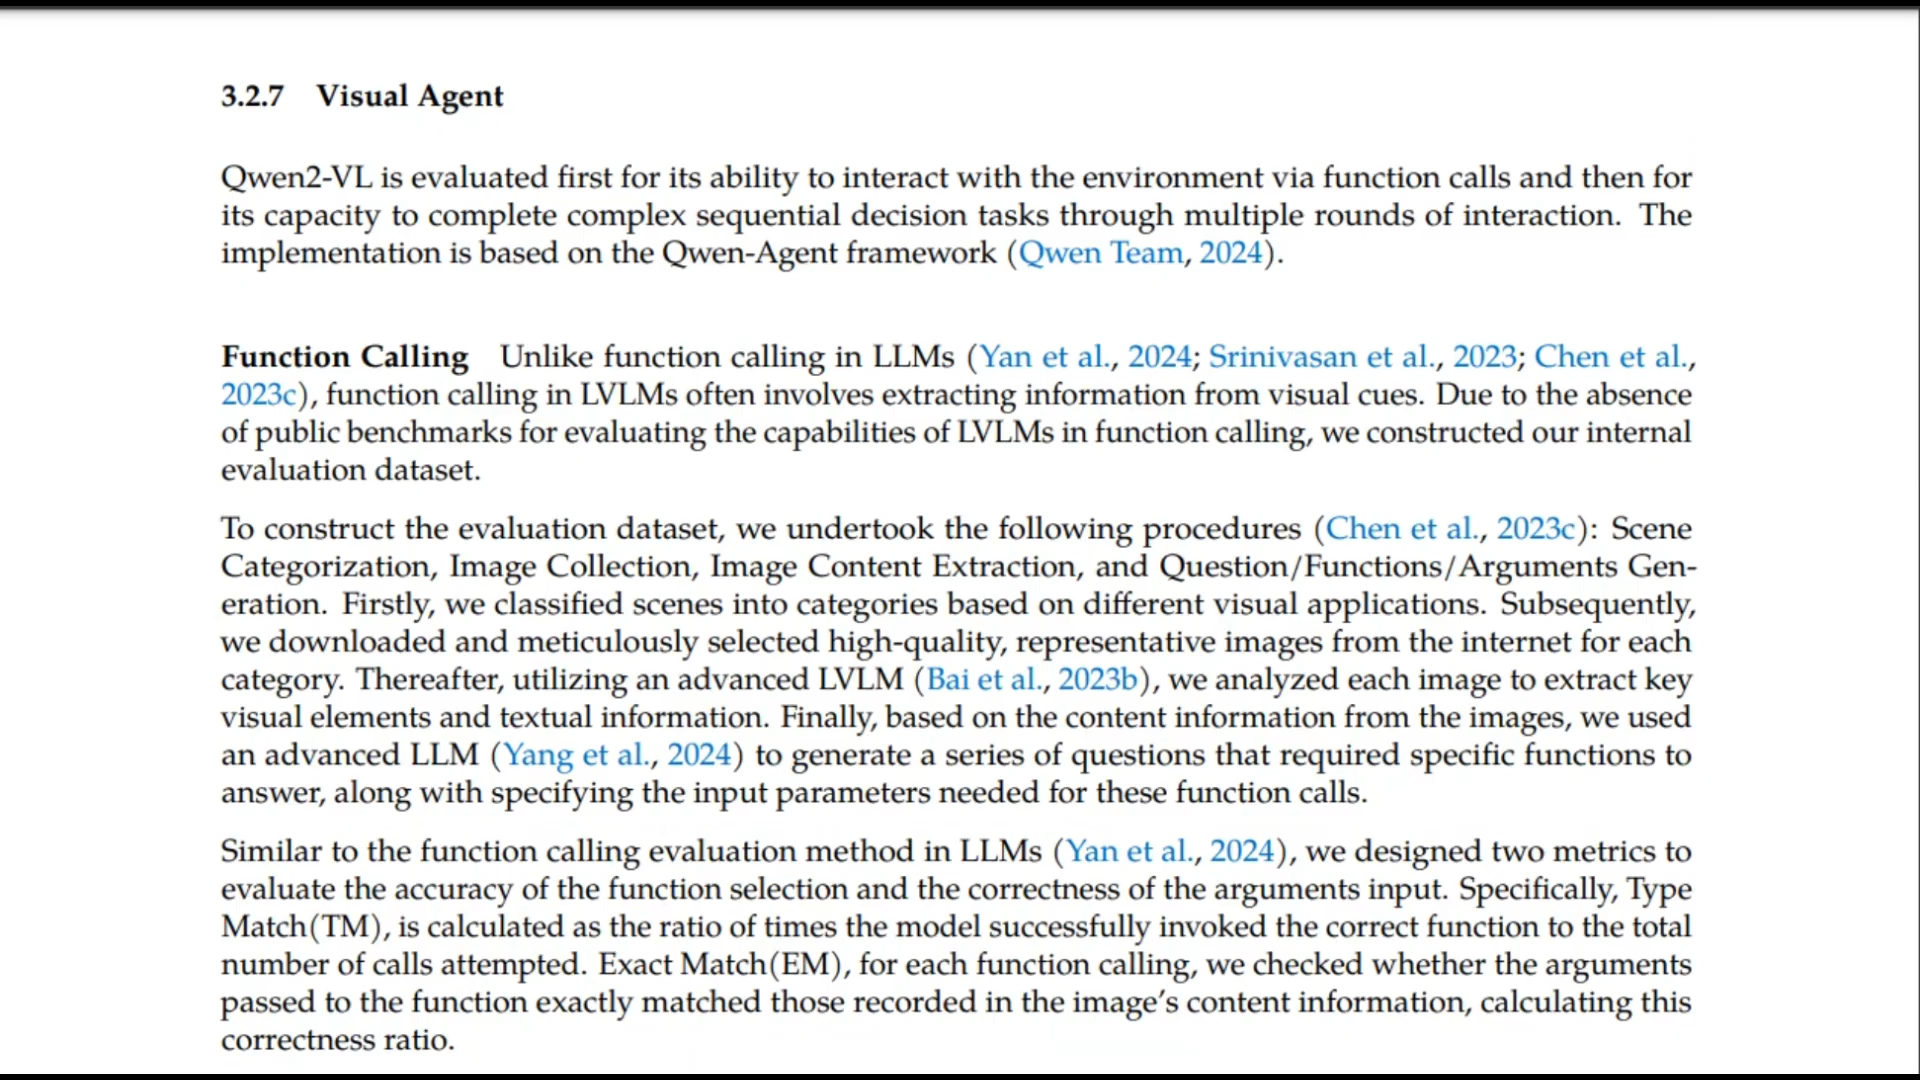 3.2.7 Visual Agent
Qwen2-VL is evaluated first for its ability to interact with the environment via function calls and then for
its capacity to complete complex sequential decision tasks through multiple rounds of interaction. The
implementation is based on the Qwen-Agent framework (Qwen Team, 2024).
Function Calling Unlike function calling in LLMs (Yan et al., 2024; Srinivasan et al., 2023; Chen et al.,
2023c), function calling in LVLMs often involves extracting information from visual cues. Due to the absence
of public benchmarks for evaluating the capabilities of LVLMs in function calling, we constructed our internal
evaluation dataset.
To construct the evaluation dataset, we undertook the following procedures (Chen et al., 2023c): Scene
Categorization, Image Collection, Image Content Extraction, and Question/Functions/Arguments Gen-
eration. Firstly, we classified scenes into categories based on different visual applications. Subsequently,
we downloaded and meticulously selected high-quality, representative images from the internet for each
category. Thereafter, utilizing an advanced LVLM (Bai et al., 2023b), we analyzed each image to extract key
visual elements and textual information. Finally, based on the content information from the images, we used
an advanced LLM (Yang et al., 2024) to generate a series of questions that required specific functions to
answer, along with specifying the input parameters needed for these function calls.
Similar to the function calling evaluation method in LLMs (Yan et al., 2024), we designed two metrics to
evaluate the accuracy of the function selection and the correctness of the arguments input. Specifically, Type
Match(TM), is calculated as the ratio of times the model successfully invoked the correct function to the total
number of calls attempted. Exact Match(EM), for each function calling, we checked whether the arguments
passed to the function exactly matched those recorded in the image's content information, calculating this
correctness ratio.